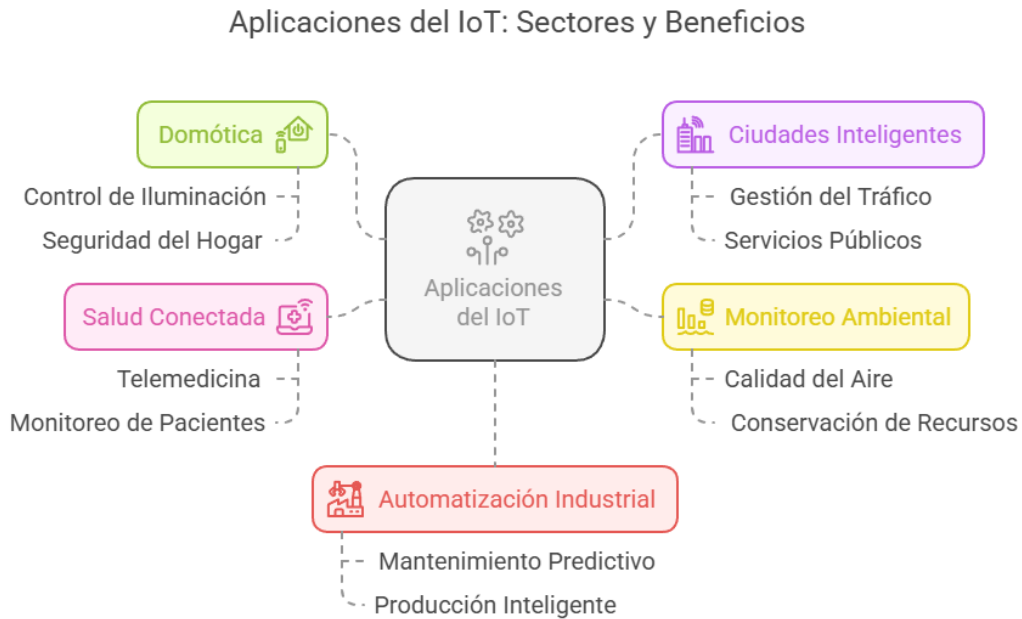 Aplicaciones del IoT: Sectores y Beneficios
Domótica
Control de Iluminación
Seguridad del Hogar
Salud Conectada
Telemedicina
Monitoreo de Pacientes
Aplicaciones
del IoT
Ciudades Inteligentes
Gestión del Tráfico
Servicios Públicos
Monitoreo Ambiental
Calidad del Aire
Conservación de Recursos
Automatización Industrial
Mantenimiento Predictivo
Producción Inteligente